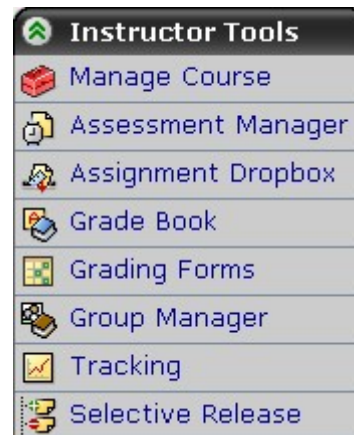 Instructor Tools
Manage Course
Assessment Manager
Assignment Dropbox
Grade Book
Grading Forms
Group Manager
Tracking
Selective Release